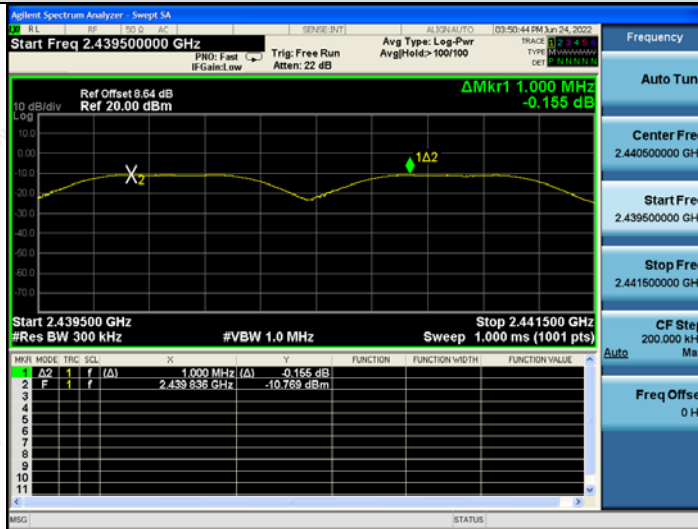 Agilent Spectrum Analyzer - Swept SA
RL RF 50 Ω AC SENSE:INT ALIGNAUTO 03:50:44 PM Jun 24, 2022
Start Freq 2.439500000 GHz
PNO: Fast
IFGain:Low
Trig: Free Run
Atten: 22 dB
Avg Type: Log-Pwr
Avg|Hold:> 100/100
TRACE 1 2 3 4 5 6
TYPE
DET P N N N N N
ΔMkr1 1.000 MHz
-0.155 dB
Ref Offset 8.64 dB
10 dB/div Ref 20.00 dBm
Log
10.0
0.00
-10.0
-20.0
-30.0
-40.0
-50.0
-60.0
-70.0
X2
1Δ2
Start 2.439500 GHz Stop 2.441500 GHz
#Res BW 300 kHz #VBW 1.0 MHz Sweep 1.000 ms (1001 pts)
MKR MODE TRC SCL X Y FUNCTION FUNCTION WIDTH FUNCTION VALUE
1 Δ2 1 f (Δ) 1.000 MHz (Δ) -0.155 dB
2 F 1 f 2.439 836 GHz -10.769 dBm
3
4
5
6
7
8
9
10
11
MSG STATUS
Frequency
Auto Tun
Center Fre
2.440500000 GH
Start Fre
2.439500000 GH
Stop Fre
2.441500000 GH
CF Step
200.000 kH
Auto Ma
Freq Offse
0 H